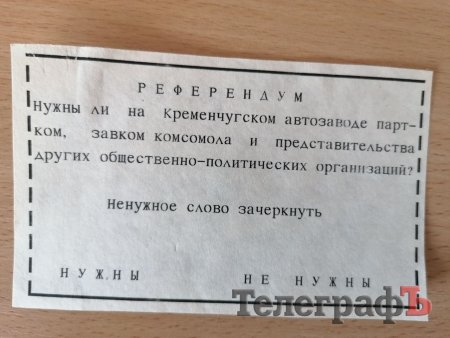 РЕФЕРЕНДУМ
Нужны ли на Кременчугском автозаводе парт-
ком, завком комсомола и представительства
других общественно-политических организаций?
Ненужное слово зачеркнуть
НУЖНЫ НЕ НУЖНЫ
ТелеграфЪ